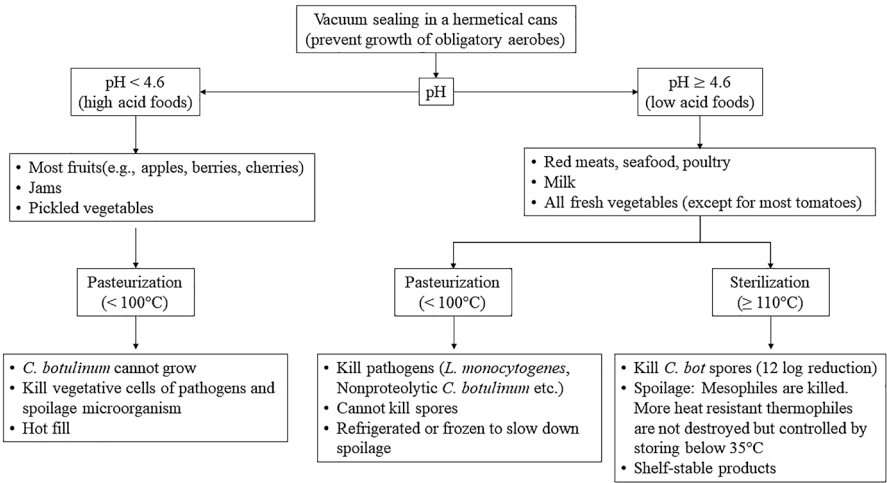 Vacuum sealing in a hermetical cans
(prevent growth of obligatory aerobes)
pH < 4.6
(high acid foods)
pH
pH ≥ 4.6
(low acid foods)
• Most fruits(e.g., apples, berries, cherries)
• Jams
• Pickled vegetables
• Red meats, seafood, poultry
• Milk
• All fresh vegetables (except for most tomatoes)
Pasteurization
(< 100°C)
Pasteurization
(< 100°C)
Sterilization
(≥ 110°C)
• C. botulinum cannot grow
• Kill vegetative cells of pathogens and
spoilage microorganism
• Hot fill
• Kill pathogens (L. monocytogenes,
Nonproteolytic C. botulinum etc.)
• Cannot kill spores
• Refrigerated or frozen to slow down
spoilage
• Kill C. bot spores (12 log reduction)
• Spoilage: Mesophiles are killed.
More heat resistant thermophiles
are not destroyed but controlled by
storing below 35°C
• Shelf-stable products